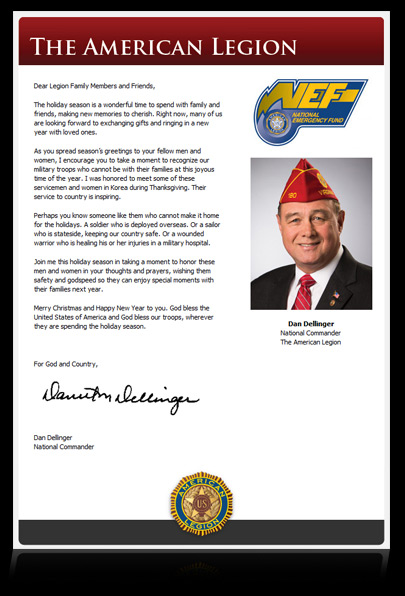 THE AMERICAN LEGION
Dear Legion Family Members and Friends,
The holiday season is a wonderful time to spend with family and
friends, making new memories to cherish. Right now, many of us
are looking forward to exchanging gifts and ringing in a new
year with loved ones.
As you spread season's greetings to your fellow men and
women, I encourage you to take a moment to recognize our
military troops who cannot be with their families at this joyous
time of the year. I was honored to meet some of these
servicemen and women in Korea during Thanksgiving. Their
service to country is inspiring.
Perhaps you know someone like them who cannot make it home
for the holidays. A soldier who is deployed overseas. Or a sailor
who is stateside, keeping our country safe. Or a wounded
warrior who is healing his or her injuries in a military hospital.
Join me this holiday season in taking a moment to honor these
men and women in your thoughts and prayers, wishing them
safety and godspeed so they can enjoy special moments with
their families next year.
Merry Christmas and Happy New Year to you. God bless the
United States of America and God bless our troops, wherever
they are spending the holiday season.
For God and Country,
Daniel M Dellinger
Dan Dellinger
National Commander
NEF
NATIONAL
EMERGENCY FUND
180
Dan Dellinger
National Commander
The American Legion
AMERICAN
US
LEGION